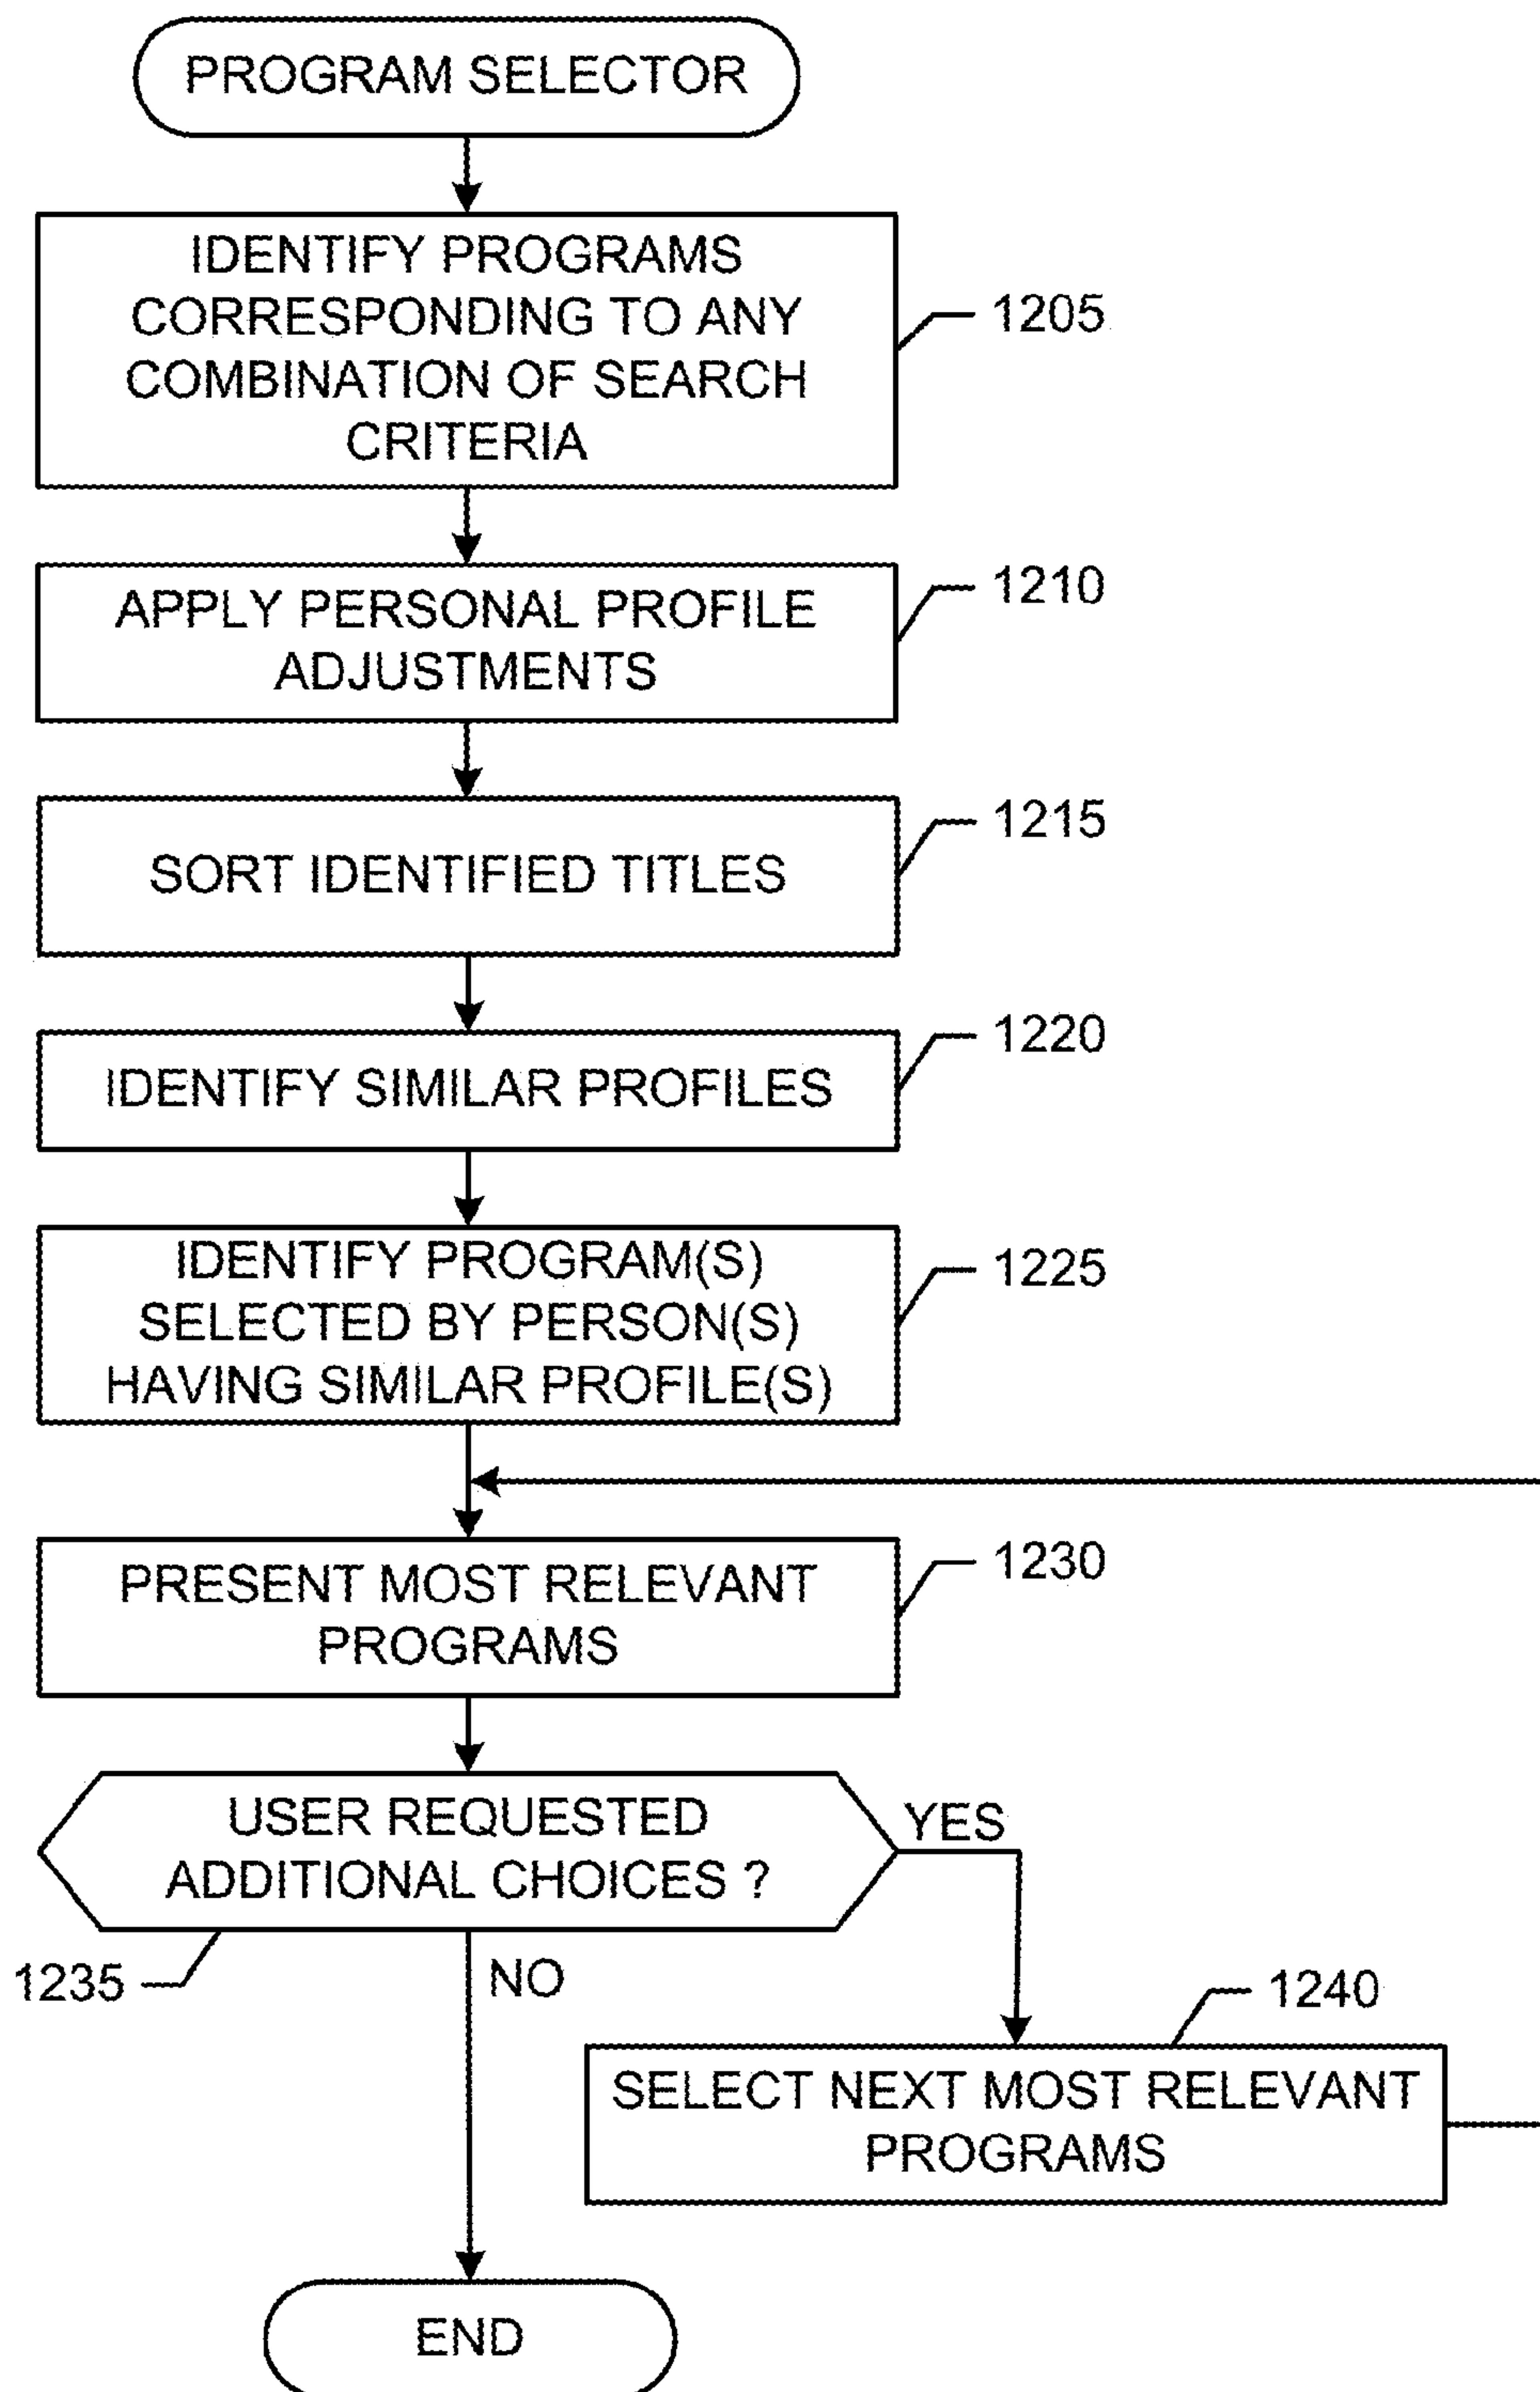 PROGRAM SELECTOR
IDENTIFY PROGRAMS
CORRESPONDING TO ANY
COMBINATION OF SEARCH
CRITERIA
1205
APPLY PERSONAL PROFILE
ADJUSTMENTS
1210
SORT IDENTIFIED TITLES
1215
IDENTIFY SIMILAR PROFILES
1220
IDENTIFY PROGRAM(S)
SELECTED BY PERSON(S)
HAVING SIMILAR PROFILE(S)
1225
PRESENT MOST RELEVANT
PROGRAMS
1230
USER REQUESTED
ADDITIONAL CHOICES ?
YES
1235
NO
1240
SELECT NEXT MOST RELEVANT
PROGRAMS
END